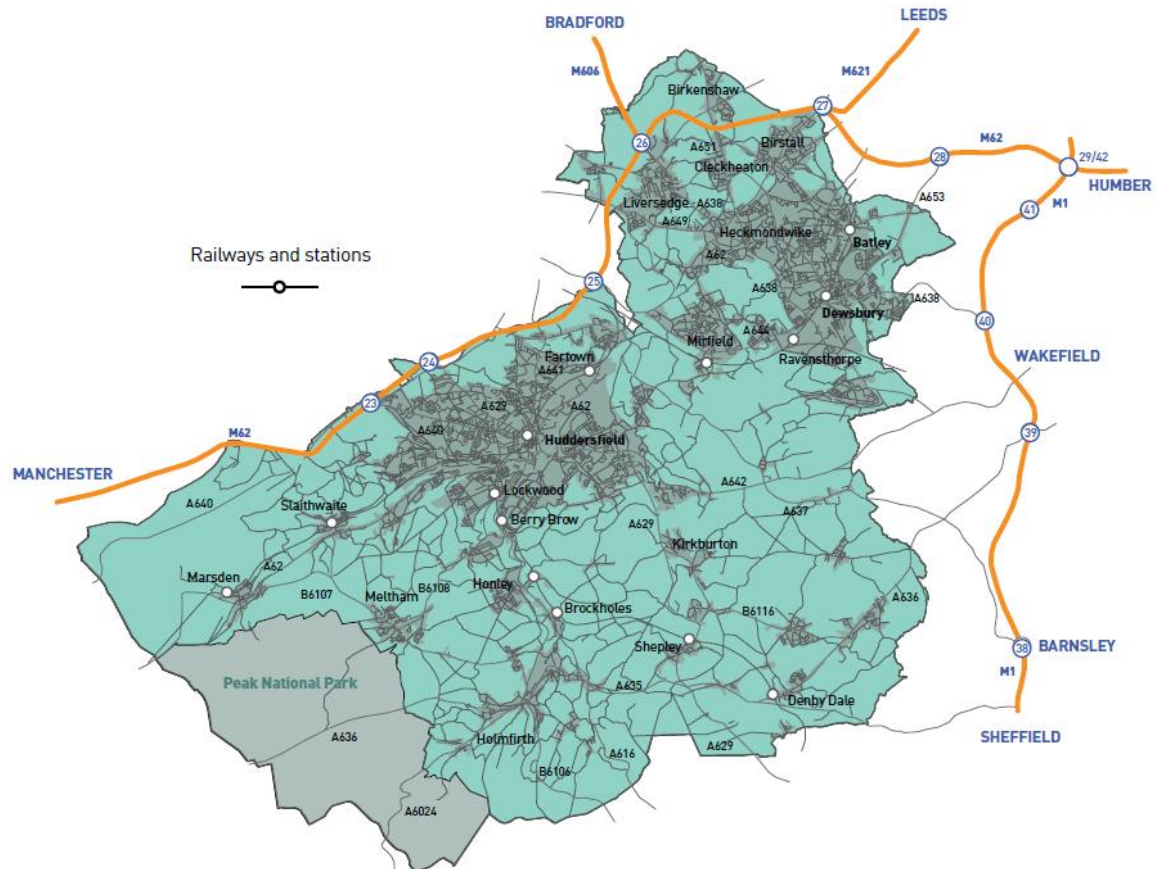 LEEDS
BRADFORD
M606
M621
Birkenshaw
27
26
Birstall
M62
28
29/42
A651
Cleckheaton
HUMBER
A653
M1
41
Liversedge
A638
A649
Heckmondwike
Batley
Railways and stations
A62
25
A638
Dewsbury
A638
40
A644
Mirfield
Ravensthorpe
WAKEFIELD
Fartown
A641
24
23
A629
A62
A640
Huddersfield
39
M62
MANCHESTER
Lockwood
A642
A640
Slaithwaite
Berry Brow
A629
A637
Kirkburton
A62
Marsden
B6107
Meltham
B6108
Honley
A636
Brockholes
B6116
Shepley
38
BARNSLEY
M1
Peak National Park
A635
Denby Dale
A636
Holmfirth
A616
A629
SHEFFIELD
B6106
A6024